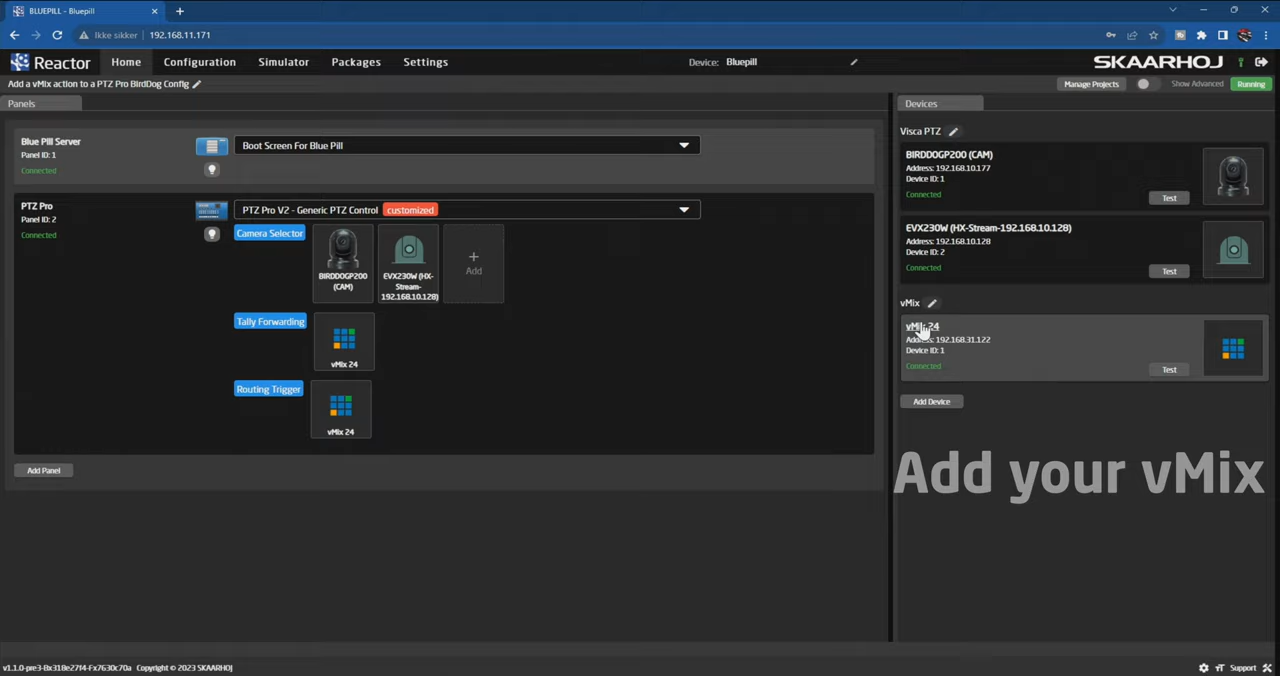 BLUEPILL - Bluepill
Ikke sikker
192.168.11.171
Reactor
Home
Configuration
Simulator
Packages
Settings
Device:
Bluepill
SKAARHOJ
Add a vMix action to a PTZ Pro BirdDog Config
Manage Projects
Show Advanced
Running
Panels
Blue Pill Server
Panel ID: 1
Connected
Boot Screen For Blue Pill
PTZ Pro
Panel ID: 2
Connected
PTZ Pro V2 - Generic PTZ Control
customized
Camera Selector
BIRDDOGP200
(CAM)
EVX230W (HX-
Stream-
192.168.10.128)
+
Add
Tally Forwarding
vMix 24
Routing Trigger
vMix 24
Add Panel
Devices
Visca PTZ
BIRDDOGP200 (CAM)
Address: 192.168.10.177
Device ID: 1
Connected
Test
EVX230W (HX-Stream-192.168.10.128)
Address: 192.168.10.128
Device ID: 2
Connected
Test
vMix
vMix 24
Address: 192.168.31.122
Device ID: 1
Connected
Test
Add Device
Add your vMix
v1.1.0-pre3-Bx318e27f4-Fx7630c70a Copyright © 2023 SKAARHOJ
Support